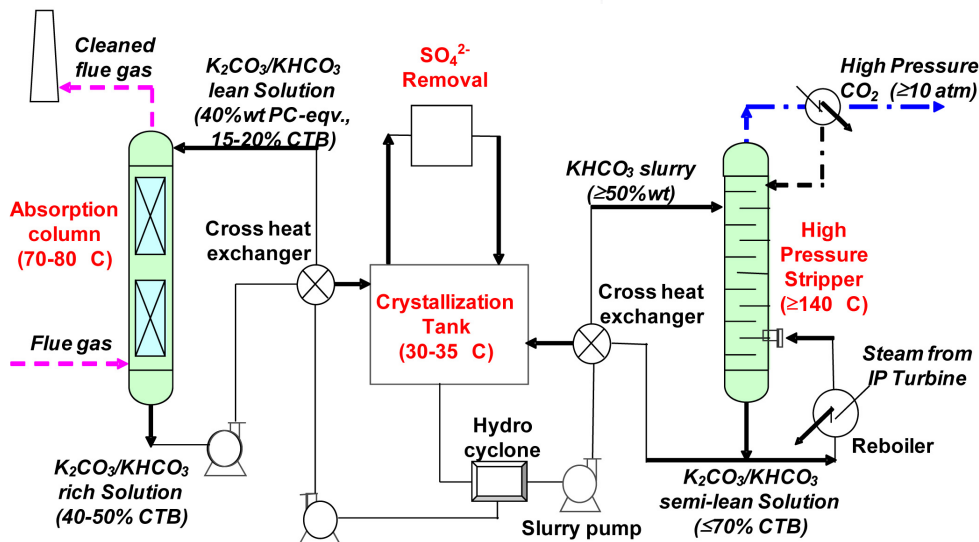 Cleaned
flue gas
K₂CO₃/KHCO₃
lean Solution
(40%wt PC-eqv.,
15-20% CTB)
SO₄²⁻
Removal
High Pressure
CO₂ (≥10 atm)
KHCO₃ slurry
(≥50%wt)
Absorption
column
(70-80 C)
Cross heat
exchanger
Crystallization
Tank
(30-35 C)
Cross heat
exchanger
High
Pressure
Stripper
(≥140 C)
Flue gas
Steam from
IP Turbine
Reboiler
Hydro
cyclone
K₂CO₃/KHCO₃
rich Solution
(40-50% CTB)
Slurry pump
K₂CO₃/KHCO₃
semi-lean Solution
(≤70% CTB)